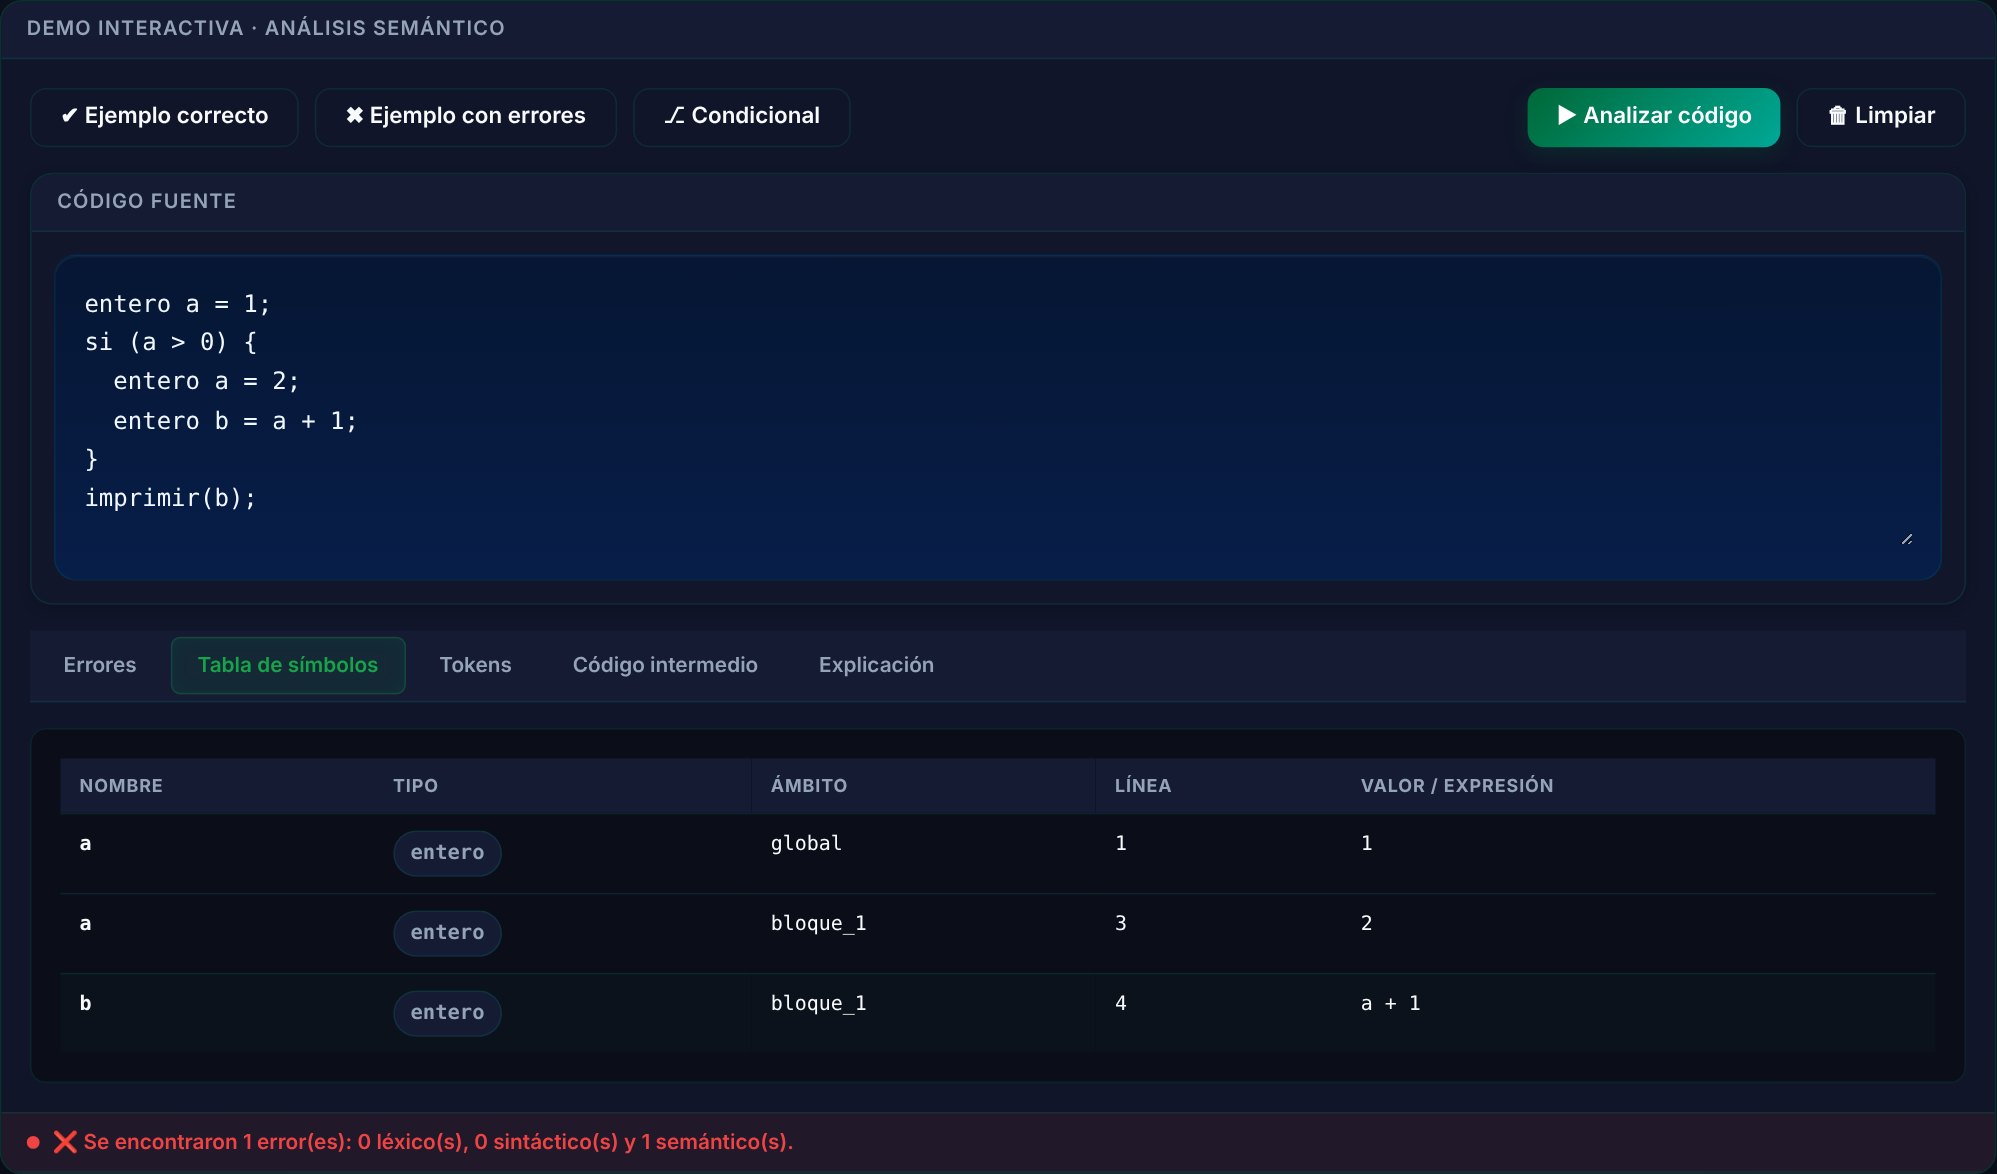 DEMO INTERACTIVA · ANÁLISIS SEMÁNTICO
✔ Ejemplo correcto
✖ Ejemplo con errores
⎇ Condicional
▶ Analizar código
🗑 Limpiar
CÓDIGO FUENTE
entero a = 1;
si (a > 0) {
  entero a = 2;
  entero b = a + 1;
}
imprimir(b);
Errores
Tabla de símbolos
Tokens
Código intermedio
Explicación
NOMBRE TIPO ÁMBITO LÍNEA VALOR / EXPRESIÓN
a entero global 1 1
a entero bloque_1 3 2
b entero bloque_1 4 a + 1
❌ Se encontraron 1 error(es): 0 léxico(s), 0 sintáctico(s) y 1 semántico(s).